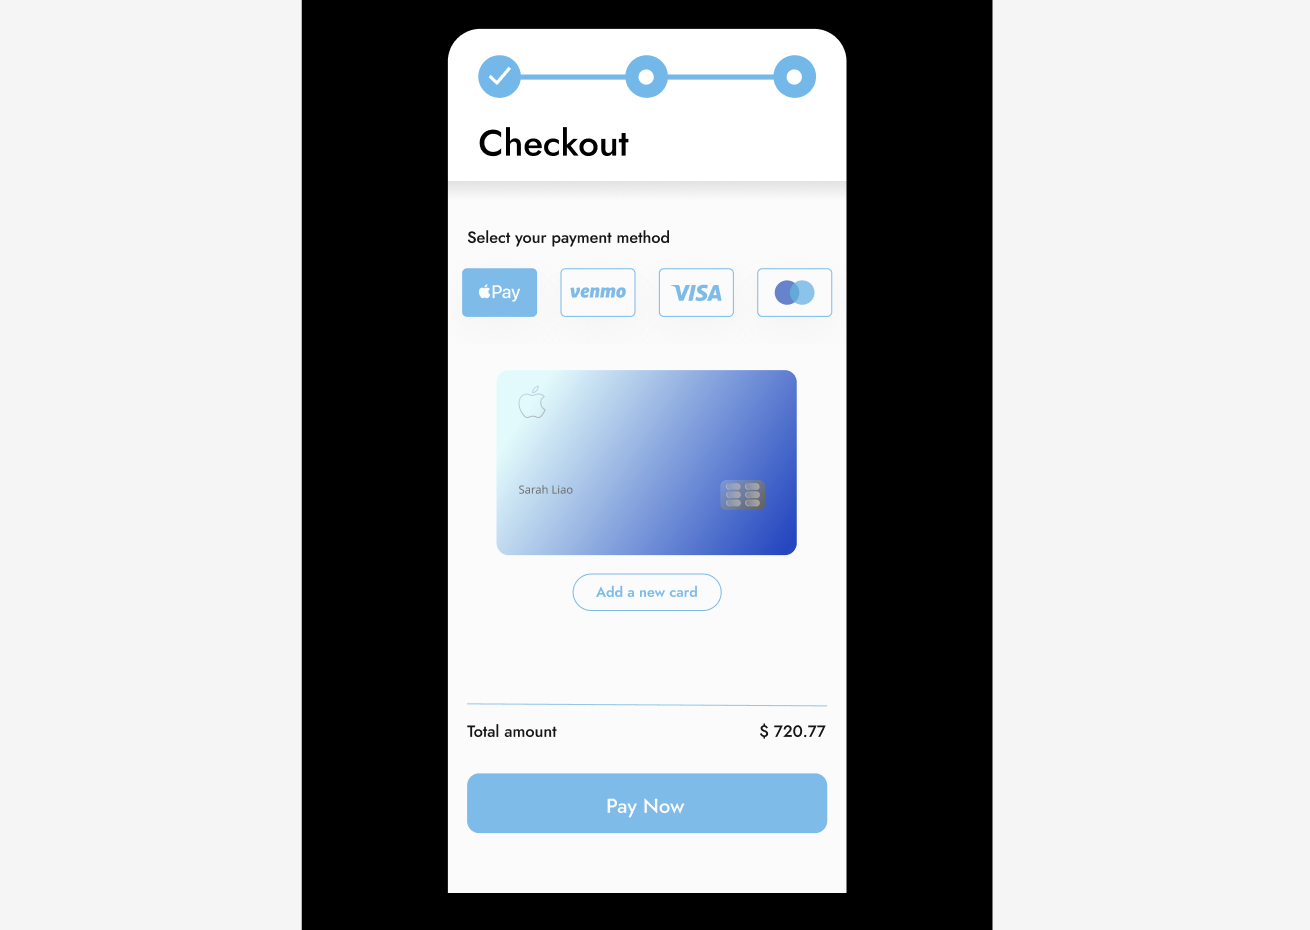 Checkout
Select your payment method
Pay venmo VISA
Sarah Liao
Add a new card
Total amount $ 720.77
Pay Now